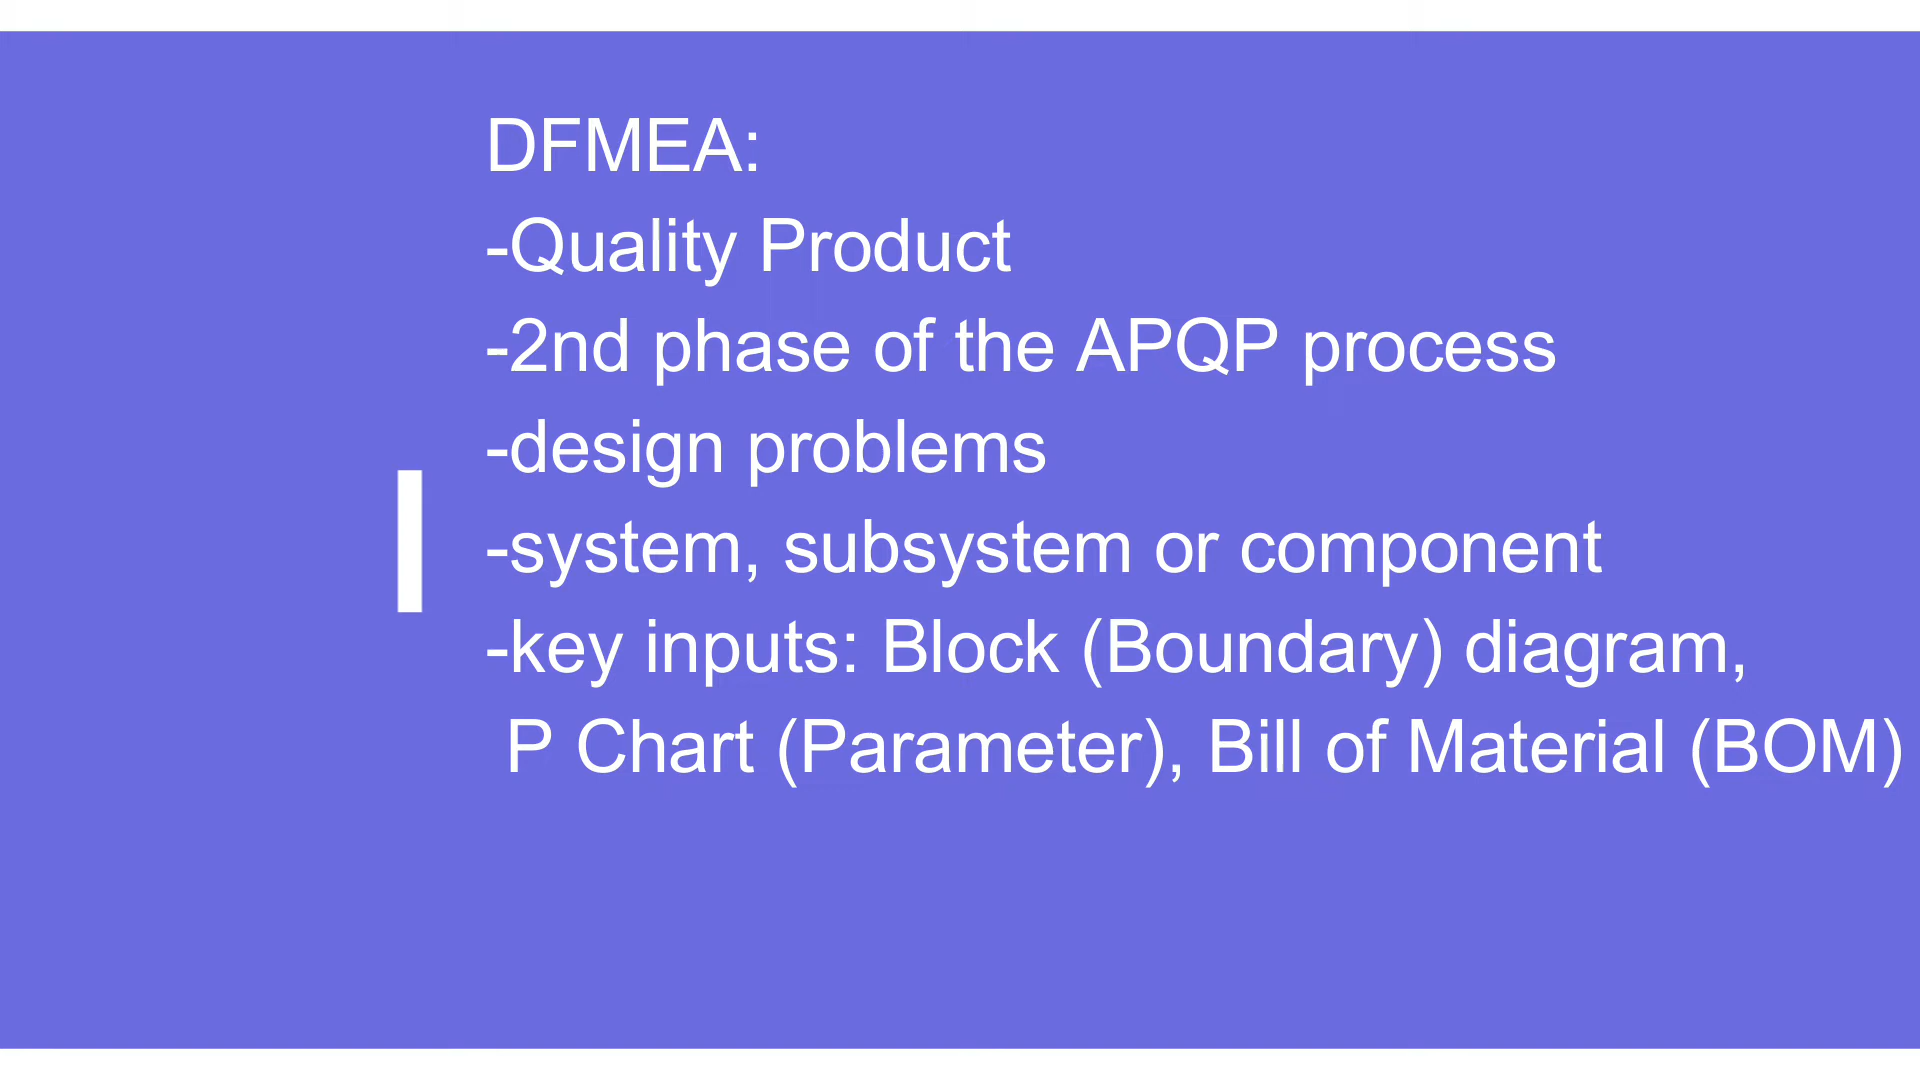 DFMEA:
-Quality Product
-2nd phase of the APQP process
-design problems
-system, subsystem or component
-key inputs: Block (Boundary) diagram,
P Chart (Parameter), Bill of Material (BOM)